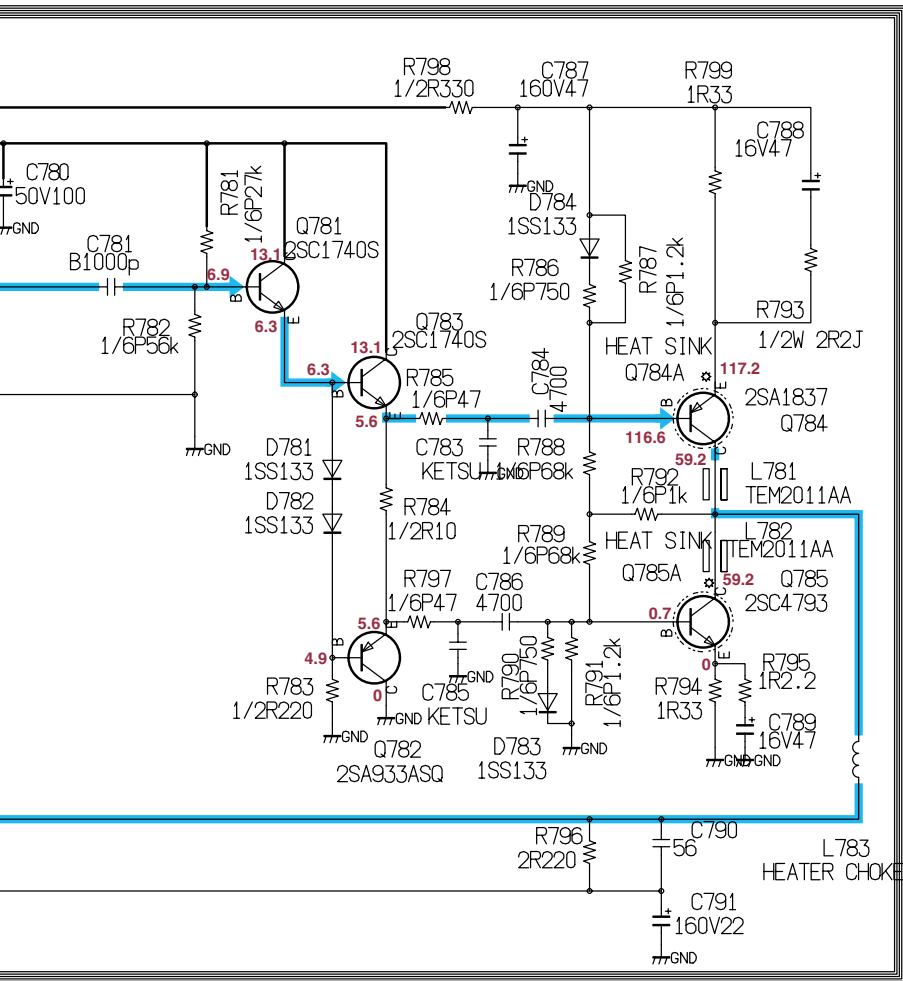 R798
1/2R330
C787
160V47
R799
1R33
C788
16V47
C780
50V100
GND
R781
1/6P27k
Q781
2SC1740S
13.1
GND
D784
1SS133
C781
B1000p
6.9
B
C
E
6.3
R786
1/6P750
R787
1/6P1.2k
R782
1/6P56k
Q783
2SC1740S
13.1
C
R793
1/2W 2R2J
HEAT SINK
Q784A
117.2
E
6.3
B
R785
1/6P47
C784
4700
B
2SA1837
Q784
5.6
E
116.6
C783
KETSU
GND
R788
1/6P68k
59.2
C
GND
D781
1SS133
L781
TEM2011AA
R792
1/6P1k
D782
1SS133
R784
1/2R10
R789
1/6P68k
HEAT SINK
L782
TEM2011AA
Q785A
59.2
C
Q785
2SC4793
R797
1/6P47
C786
4700
5.6
E
0.7
B
B
4.9
0
E
R783
1/2R220
0
C
GND
C785
KETSU
GND
R790
1/6P750
R791
1/6P1.2k
R794
1R33
R795
1R2.2
C789
16V47
GND
Q782
2SA933ASQ
D783
1SS133
GND
GND
GND
R796
2R220
C790
56
L783
HEATER CHOKE
C791
160V22
GND